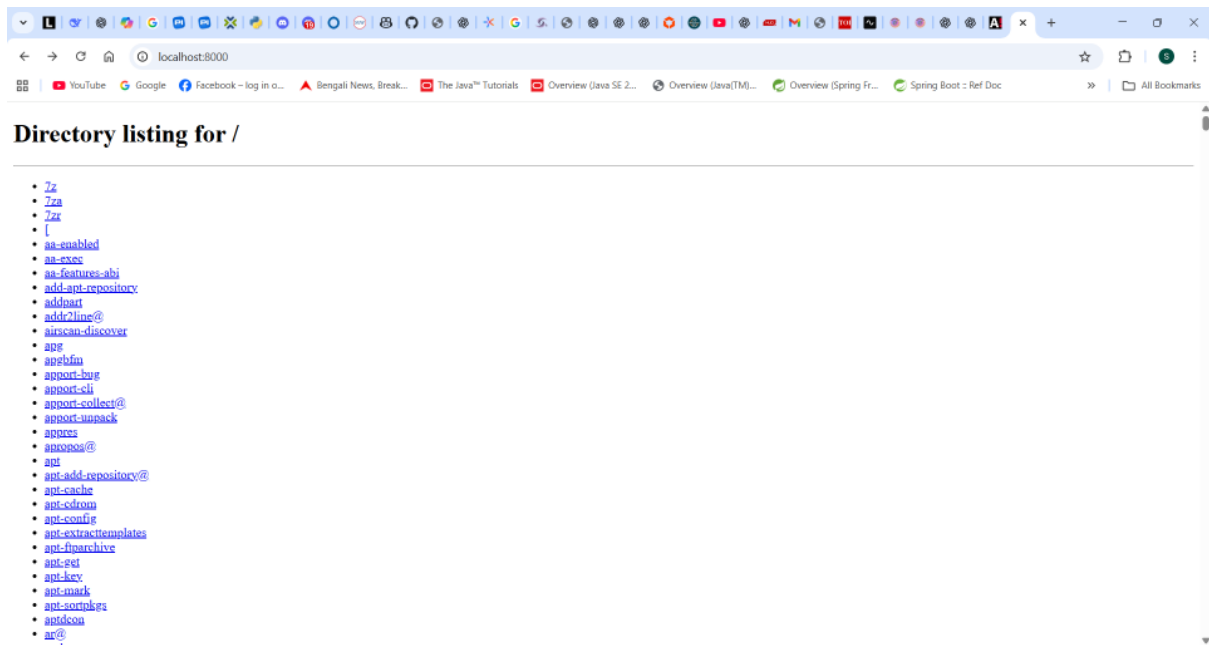 localhost:8000
YouTube Google Facebook – log in o... Bengali News, Break... The Java™ Tutorials Overview (Java SE 2... Overview (Java(TM)... Overview (Spring Fr... Spring Boot :: Ref Doc » All Bookmarks
Directory listing for /
7z
7za
7zr
[
aa-enabled
aa-exec
aa-features-abi
add-apt-repository
addpart
addr2line@
airscan-discover
apg
apgbfm
apport-bug
apport-cli
apport-collect@
apport-unpack
appres
apropos@
apt
apt-add-repository@
apt-cache
apt-cdrom
apt-config
apt-extracttemplates
apt-ftparchive
apt-get
apt-key
apt-mark
apt-sortpkgs
aptdcon
ar@